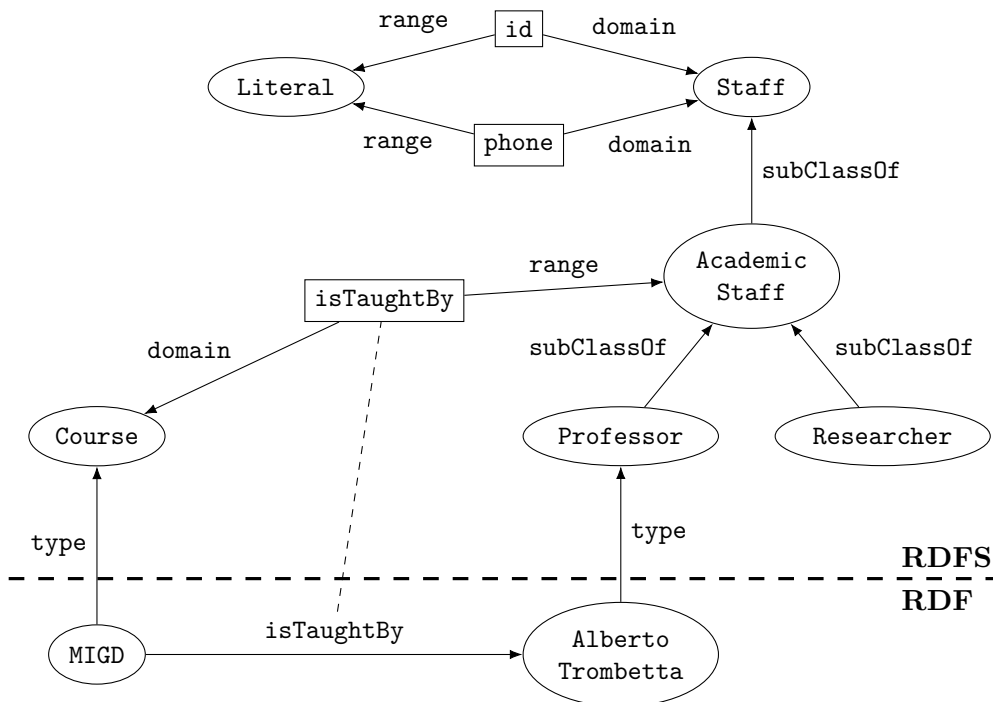 range
id
domain
Literal
Staff
range
phone
domain
subClassOf
Academic
Staff
range
isTaughtBy
domain
subClassOf
subClassOf
Course
Professor
Researcher
type
type
RDFS
RDF
isTaughtBy
MIGD
Alberto
Trombetta